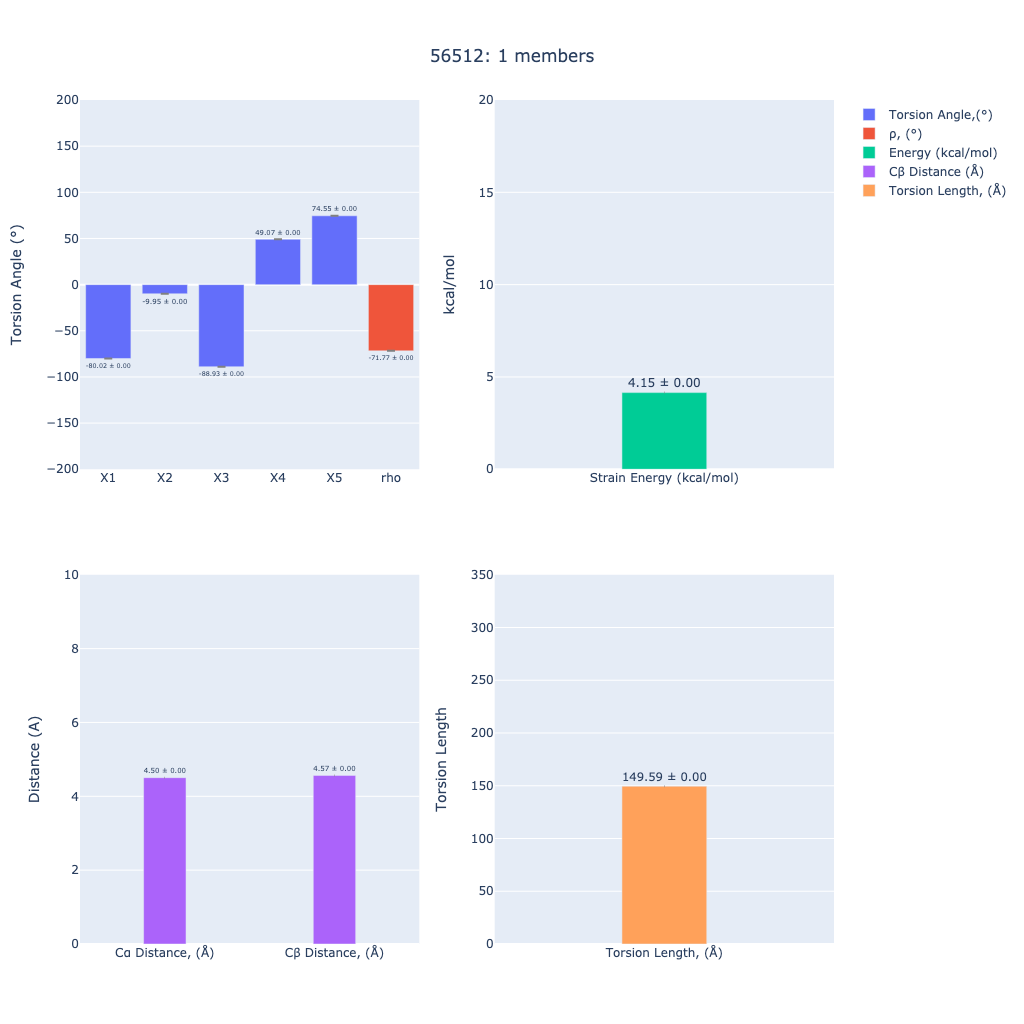 56512: 1 members
Torsion Angle (°)
200
150
100
50
0
−50
−100
−150
−200
-80.02 ± 0.00
-9.95 ± 0.00
-88.93 ± 0.00
49.07 ± 0.00
74.55 ± 0.00
-71.77 ± 0.00
X1
X2
X3
X4
X5
rho
kcal/mol
20
15
10
5
0
4.15 ± 0.00
Strain Energy (kcal/mol)
Torsion Angle,(°)
ρ, (°)
Energy (kcal/mol)
Cβ Distance (Å)
Torsion Length, (Å)
Distance (A)
10
8
6
4
2
0
4.50 ± 0.00
4.57 ± 0.00
Cα Distance, (Å)
Cβ Distance, (Å)
Torsion Length
350
300
250
200
150
100
50
0
149.59 ± 0.00
Torsion Length, (Å)